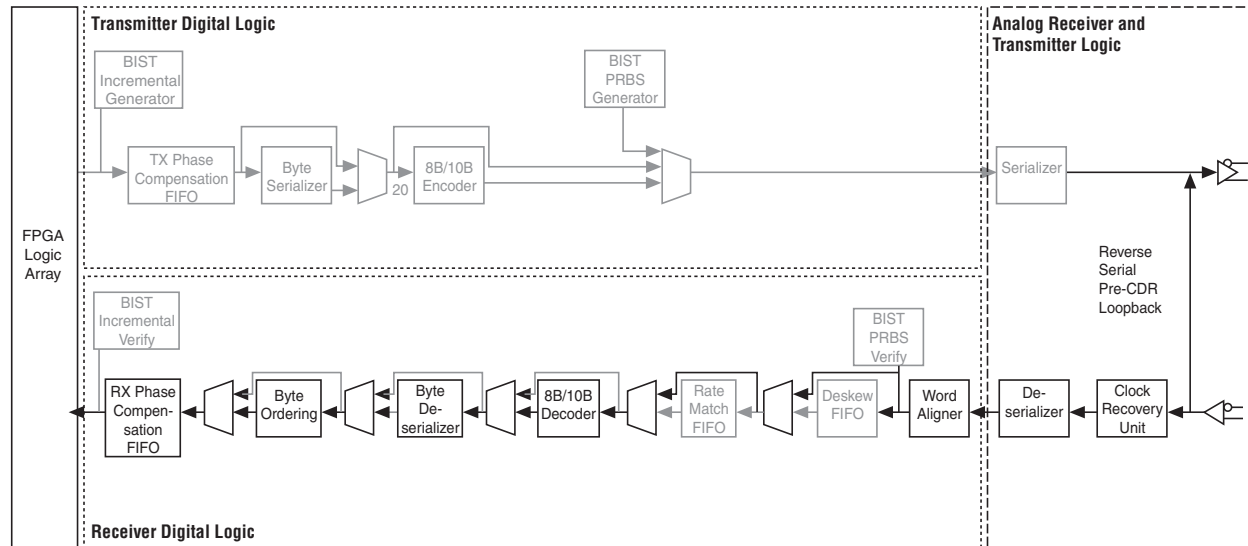 Transmitter Digital Logic
Analog Receiver and
Transmitter Logic
BIST
Incremental
Generator
BIST
PRBS
Generator
TX Phase
Compensation
FIFO
Byte
Serializer
20
8B/10B
Encoder
Serializer
FPGA
Logic
Array
Reverse
Serial
Pre-CDR
Loopback
BIST
Incremental
Verify
BIST
PRBS
Verify
RX Phase
Compen-
sation
FIFO
Byte
Ordering
Byte
De-
serializer
8B/10B
Decoder
Rate
Match
FIFO
Deskew
FIFO
Word
Aligner
De-
serializer
Clock
Recovery
Unit
Receiver Digital Logic